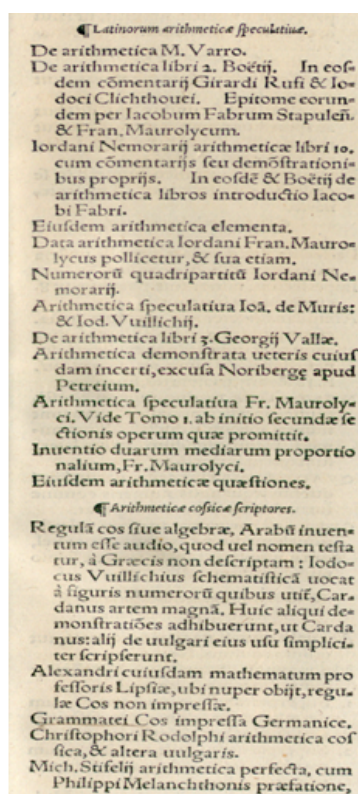 ¶Latinorum arithmeticæ ſpeculatiuæ.
De arithmetica M. Varro.
De arithmetica libri 2. Boëtij. In eoſ-
dem cõmentarij Girardi Rufi & Io-
doci Clichthouei. Epitome eorun-
dem per Iacobum Fabrum Stapuleñ.
& Fran. Maurolycum.
Iordani Nemorarij arithmeticæ libri 10.
cum cõmentarijs ſeu demõſtrationi-
bus proprijs. In eoſdẽ & Boëtij de
arithmetica libros introductio Iaco-
bi Fabri.
Eiuſdem arithmetica elementa.
Data arithmetica Iordani Fran. Mauro-
lycus pollicetur, & ſua etiam.
Numerorũ quadripartitũ Iordani Ne-
morarij.
Arithmetica ſpeculatiua Ioã. de Muris:
& Iod. Vuillichij.
De arithmetica libri 3. Georgij Vallæ.
Arithmetica demonſtrata ueteris cuiuſ
dam incerti, excuſa Noribergę apud
Petreium.
Arithmetica ſpeculatiua Fr. Mauroly-
ci. Vide Tomo 1. ab initio ſecundæ ſe
ctionis operum quæ promittit.
Inuentio duarum mediarum proportio
nalium, Fr. Maurolyci.
Eiuſdem arithmeticæ quæſtiones.
¶Arithmeticæ coſsicæ ſcriptores.
Regulã cos ſiue algebræ, Arabũ inuen-
tum eſſe audio, quod uel nomen teſta
tur, à Græcis non deſcriptam: Iodo-
cus Vuillichius ſchematiſticã uocat
à figuris numerorũ quibus utit̃, Car-
danus artem magnã. Huic aliqui de-
monſtratiões adhibuerunt, ut Carda
nus: alij de uulgari eius uſu ſimplici-
ter ſcripſerunt.
Alexandri cuiuſdam mathematum pro
feſſoris Lipſiæ, ubi nuper obijt, regu-
læ Cos non impreſſæ.
Grammatei Cos impreſſa Germanice.
Chriſtophori Rodolphi arithmetica coſ
ſica, & altera uulgaris.
Mich. Stifelij arithmetica perfecta, cum
Philippi Melanchthonis præfatione,